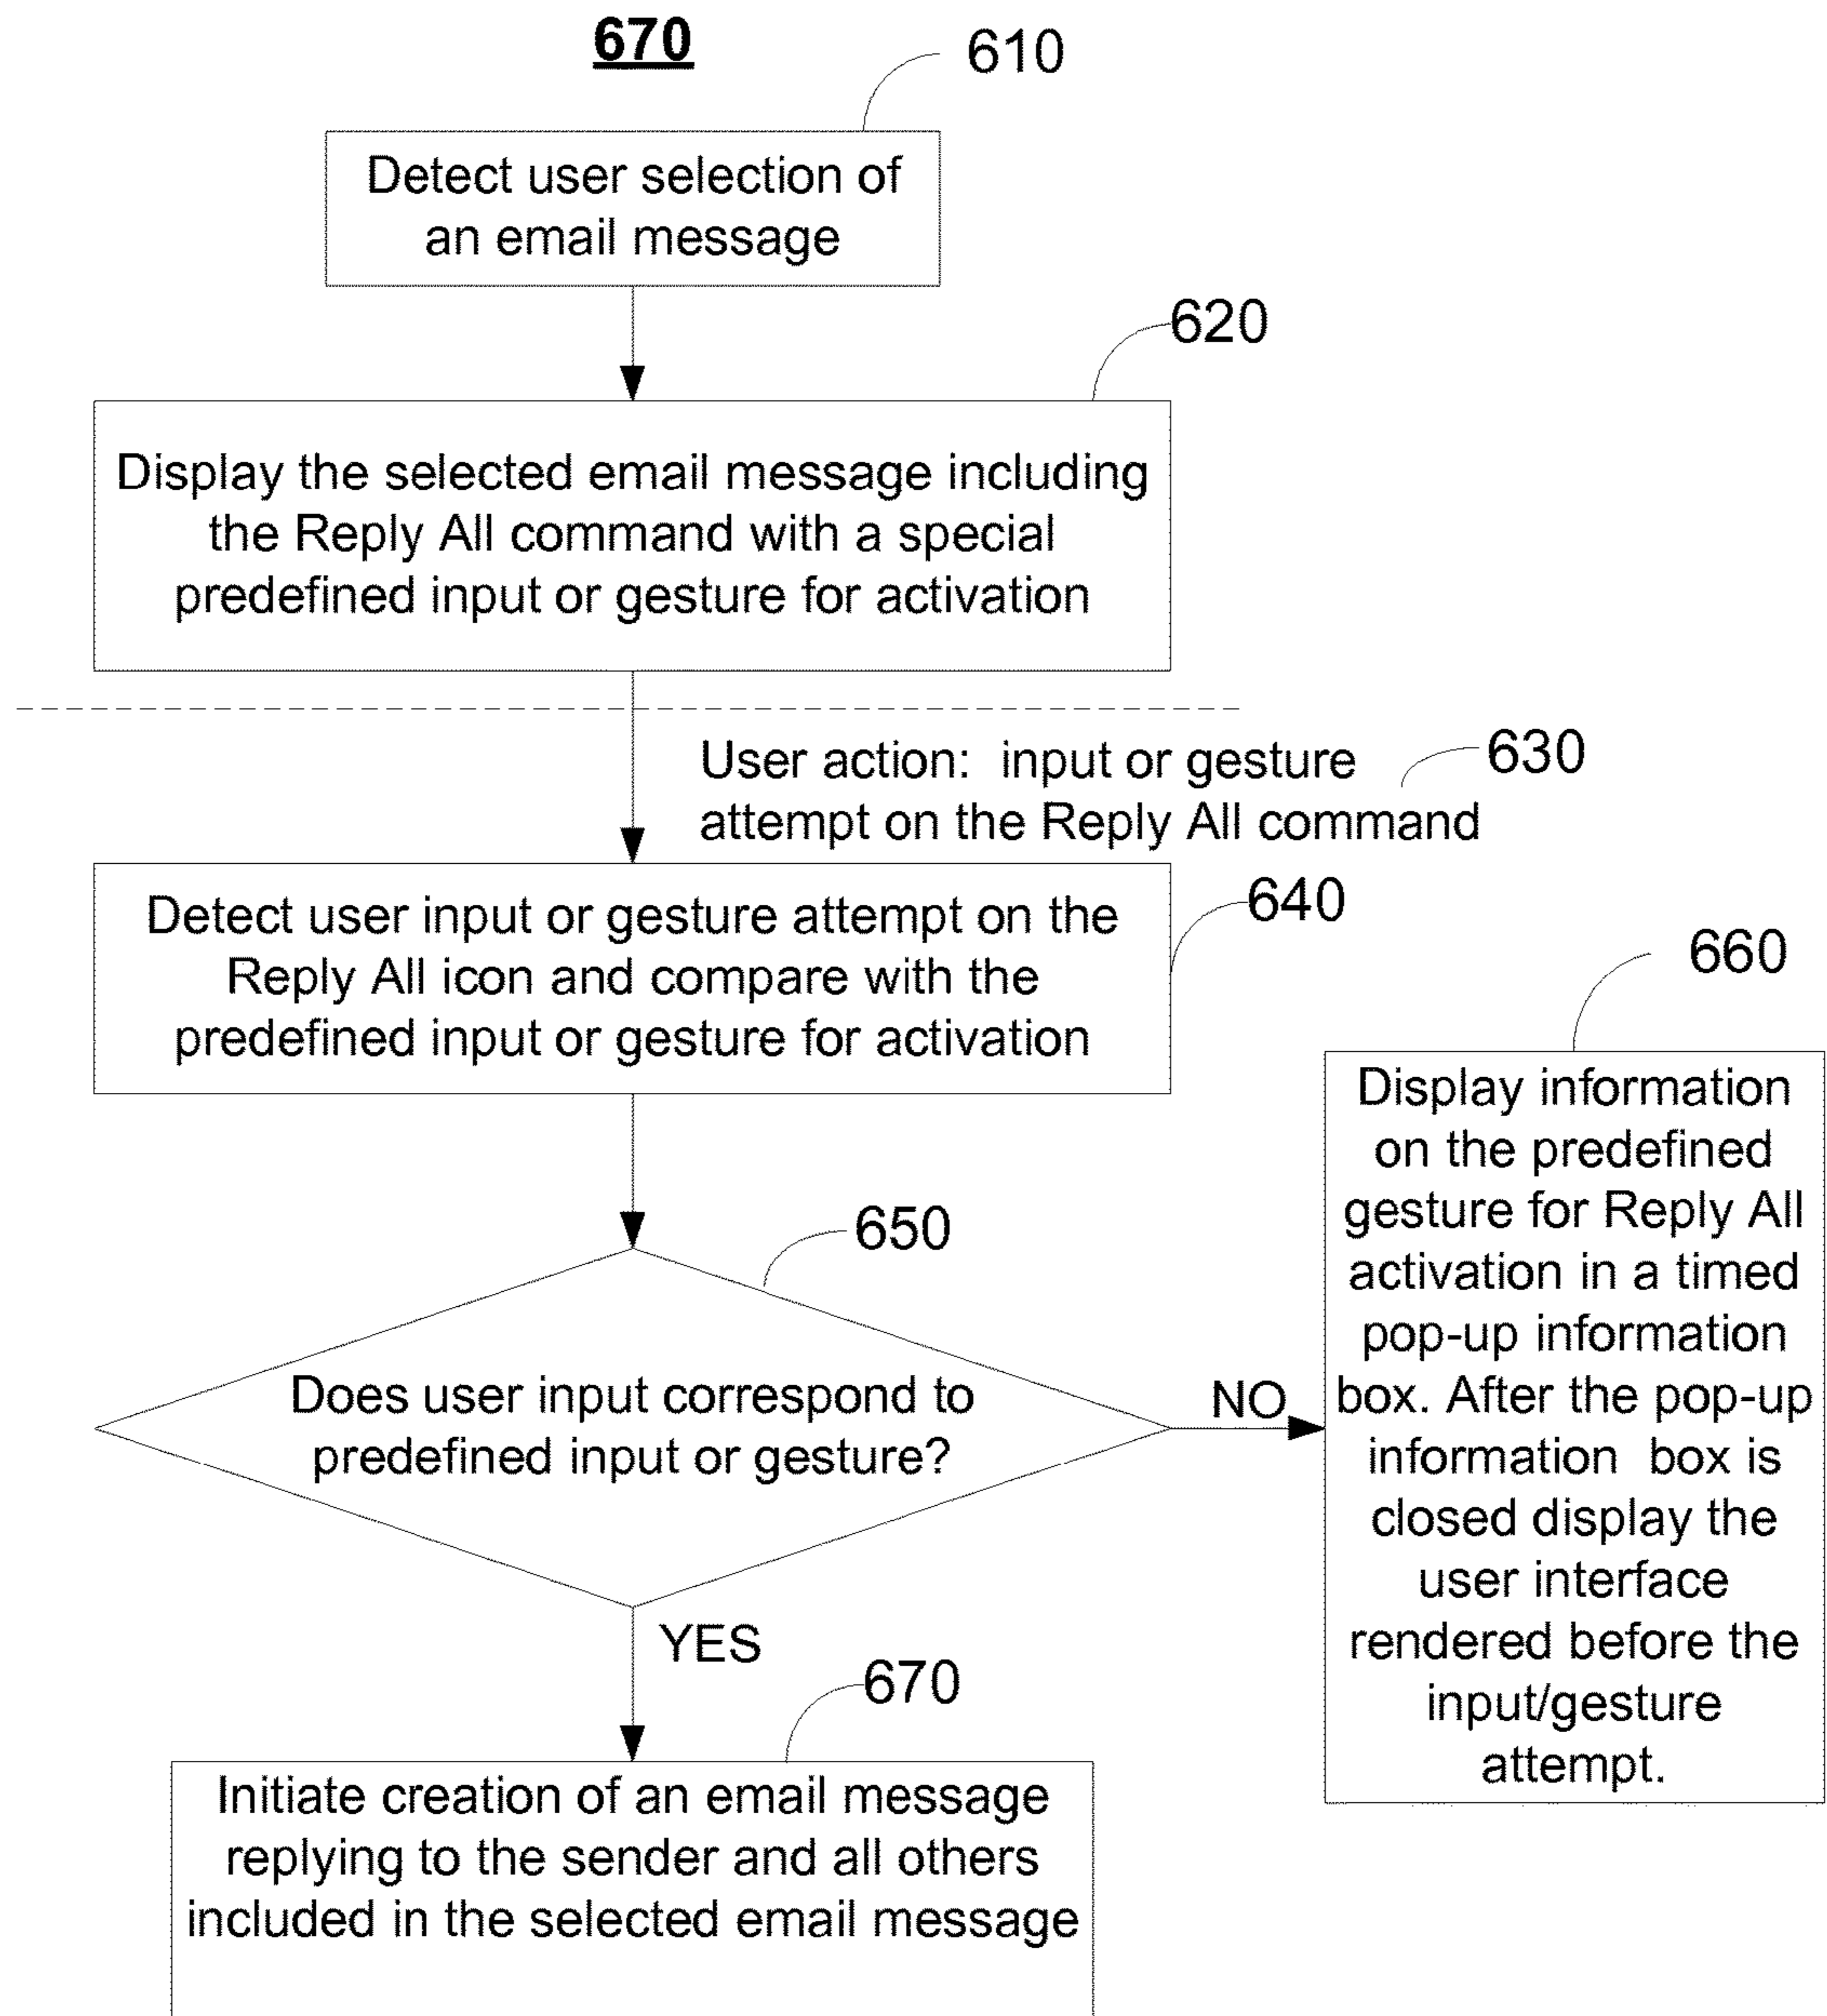 670
610
Detect user selection of
an email message
620
Display the selected email message including
the Reply All command with a special
predefined input or gesture for activation
User action:  input or gesture
attempt on the Reply All command
630
Detect user input or gesture attempt on the
Reply All icon and compare with the
predefined input or gesture for activation
640
650
Does user input correspond to
predefined input or gesture?
NO
660
Display information
on the predefined
gesture for Reply All
activation in a timed
pop-up information
box. After the pop-up
information  box is
closed display the
user interface
rendered before the
input/gesture
attempt.
YES
670
Initiate creation of an email message
replying to the sender and all others
included in the selected email message